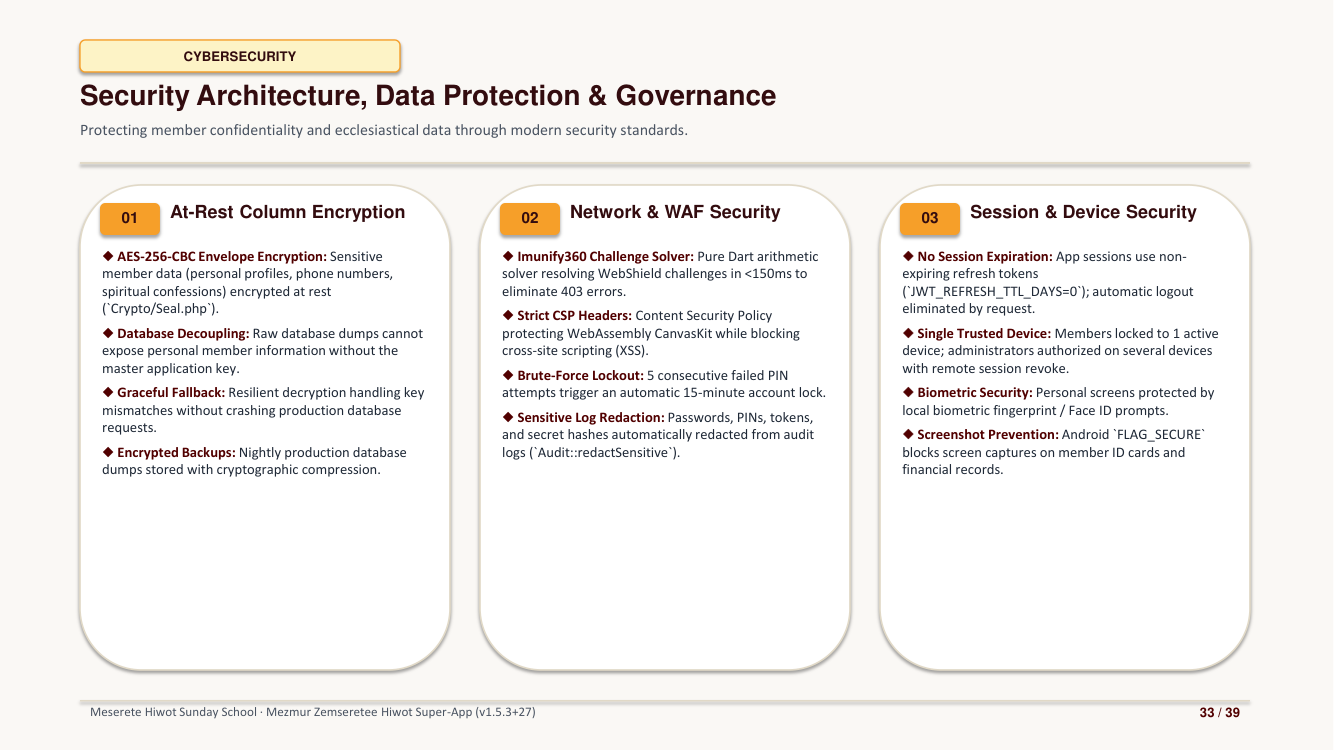 CYBERSECURITY
Security Architecture, Data Protection & Governance
Protecting member confidentiality and ecclesiastical data through modern security standards.
01
At-Rest Column Encryption
◆ AES-256-CBC Envelope Encryption: Sensitive
member data (personal profiles, phone numbers,
spiritual confessions) encrypted at rest
(`Crypto/Seal.php`).
◆ Database Decoupling: Raw database dumps cannot
expose personal member information without the
master application key.
◆ Graceful Fallback: Resilient decryption handling key
mismatches without crashing production database
requests.
◆ Encrypted Backups: Nightly production database
dumps stored with cryptographic compression.
02
Network & WAF Security
◆ Imunify360 Challenge Solver: Pure Dart arithmetic
solver resolving WebShield challenges in <150ms to
eliminate 403 errors.
◆ Strict CSP Headers: Content Security Policy
protecting WebAssembly CanvasKit while blocking
cross-site scripting (XSS).
◆ Brute-Force Lockout: 5 consecutive failed PIN
attempts trigger an automatic 15-minute account lock.
◆ Sensitive Log Redaction: Passwords, PINs, tokens,
and secret hashes automatically redacted from audit
logs (`Audit::redactSensitive`).
03
Session & Device Security
◆ No Session Expiration: App sessions use non-
expiring refresh tokens
(`JWT_REFRESH_TTL_DAYS=0`); automatic logout
eliminated by request.
◆ Single Trusted Device: Members locked to 1 active
device; administrators authorized on several devices
with remote session revoke.
◆ Biometric Security: Personal screens protected by
local biometric fingerprint / Face ID prompts.
◆ Screenshot Prevention: Android `FLAG_SECURE`
blocks screen captures on member ID cards and
financial records.
Meserete Hiwot Sunday School · Mezmur Zemseretee Hiwot Super-App (v1.5.3+27)
33 / 39